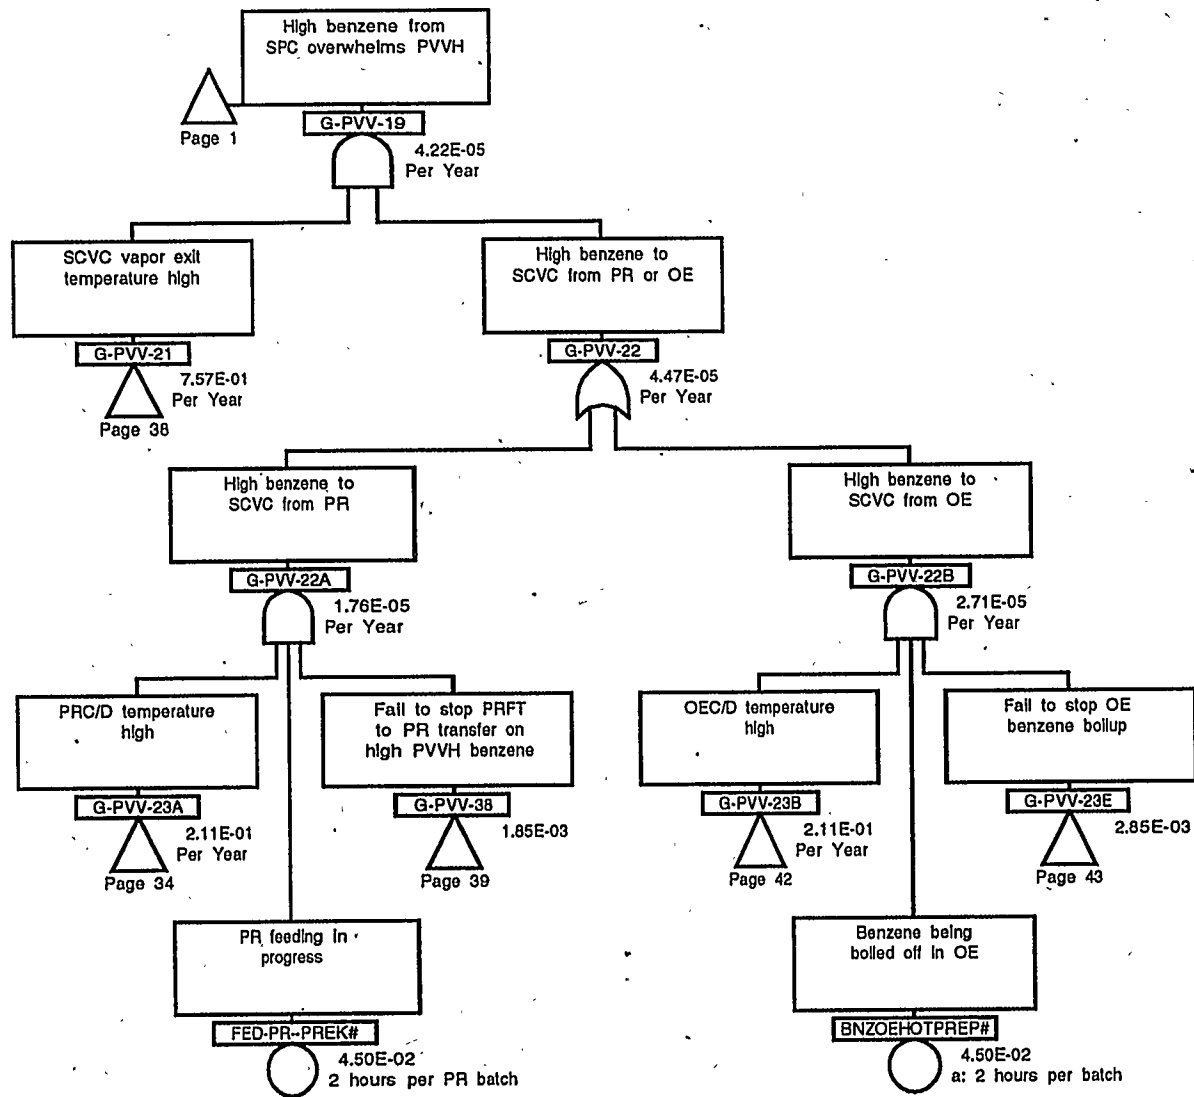 High benzene from
SPC overwhelms PVVH
Page 1
G-PVV-19
4.22E-05
Per Year
SCVC vapor exit
temperature high
G-PVV-21
7.57E-01
Per Year
Page 38
High benzene to
SCVC from PR or OE
G-PVV-22
4.47E-05
Per Year
High benzene to
SCVC from PR
G-PVV-22A
1.76E-05
Per Year
High benzene to
SCVC from OE
G-PVV-22B
2.71E-05
Per Year
PRC/D temperature
high
G-PVV-23A
2.11E-01
Per Year
Page 34
Fail to stop PRFT
to PR transfer on
high PVVH benzene
G-PVV-38
1.85E-03
Page 39
OEC/D temperature
high
G-PVV-23B
2.11E-01
Per Year
Page 42
Fail to stop OE
benzene boilup
G-PVV-23E
2.85E-03
Page 43
PR feeding in
progress
FED-PR--PREK#
4.50E-02
2 hours per PR batch
Benzene being
boiled off in OE
BNZOEHOTPREP#
4.50E-02
a: 2 hours per batch